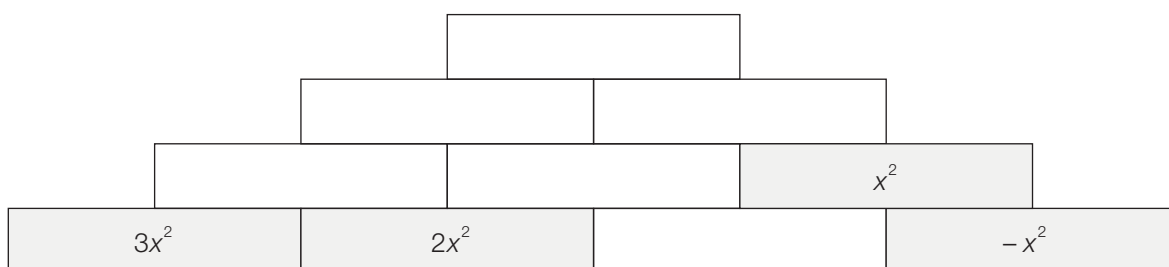 x²
3x² 2x² – x²